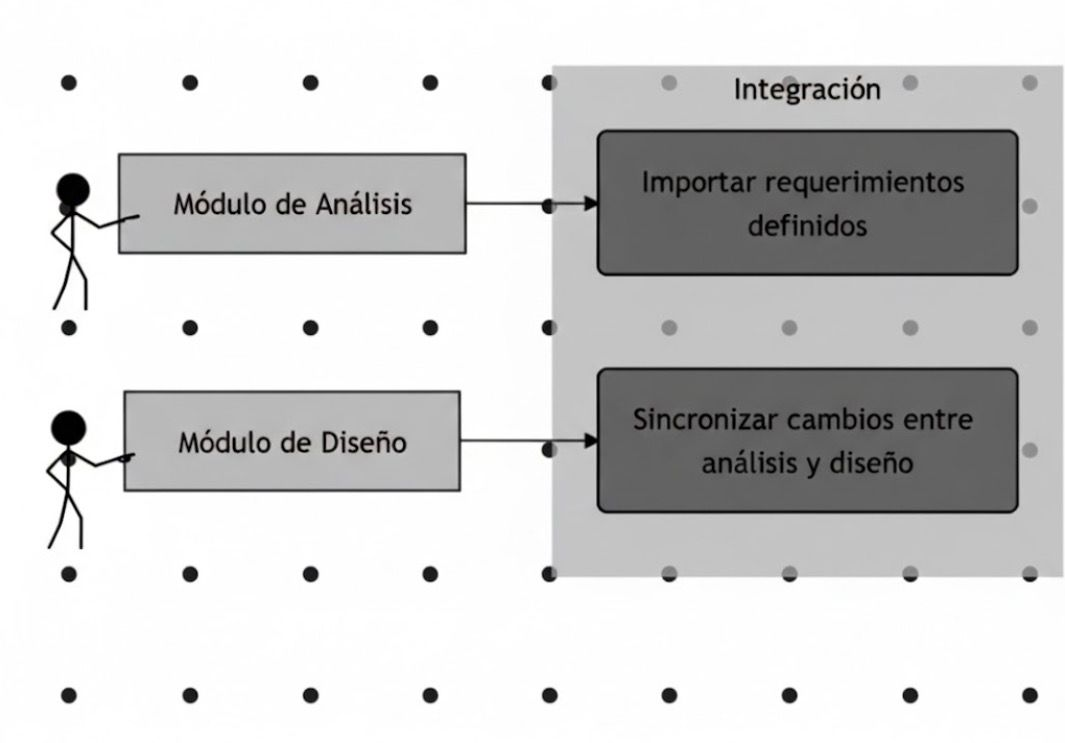 Integración
Módulo de Análisis
Importar requerimientos
definidos
Módulo de Diseño
Sincronizar cambios entre
análisis y diseño